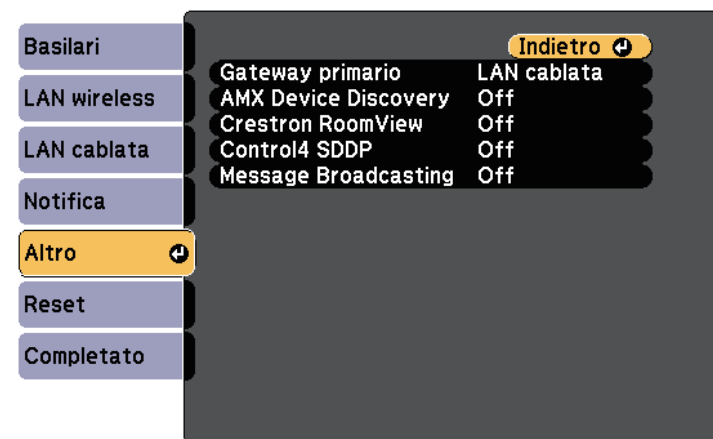 Basilari
LAN wireless
LAN cablata
Notifica
Altro
Reset
Completato
Indietro
Gateway primario LAN cablata
AMX Device Discovery Off
Crestron RoomView Off
Control4 SDDP Off
Message Broadcasting Off